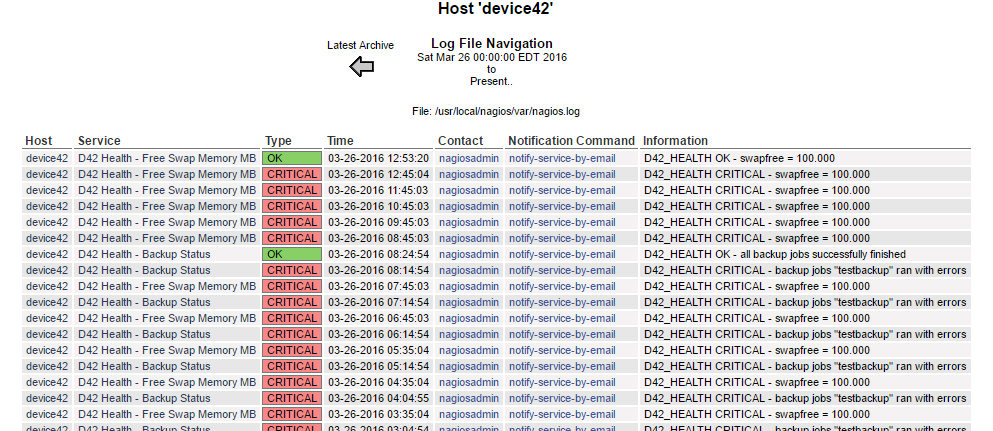 Host 'device42'
Latest Archive
Log File Navigation
Sat Mar 26 00:00:00 EDT 2016
to
Present..
File: /usr/local/nagios/var/nagios.log
Host Service Type Time Contact Notification Command Information
device42 D42 Health - Free Swap Memory MB OK 03-26-2016 12:53:20 nagiosadmin notify-service-by-email D42_HEALTH OK - swapfree = 100.000
device42 D42 Health - Free Swap Memory MB CRITICAL 03-26-2016 12:45:04 nagiosadmin notify-service-by-email D42_HEALTH CRITICAL - swapfree = 100.000
device42 D42 Health - Free Swap Memory MB CRITICAL 03-26-2016 11:45:03 nagiosadmin notify-service-by-email D42_HEALTH CRITICAL - swapfree = 100.000
device42 D42 Health - Free Swap Memory MB CRITICAL 03-26-2016 10:45:03 nagiosadmin notify-service-by-email D42_HEALTH CRITICAL - swapfree = 100.000
device42 D42 Health - Free Swap Memory MB CRITICAL 03-26-2016 09:45:03 nagiosadmin notify-service-by-email D42_HEALTH CRITICAL - swapfree = 100.000
device42 D42 Health - Free Swap Memory MB CRITICAL 03-26-2016 08:45:03 nagiosadmin notify-service-by-email D42_HEALTH CRITICAL - swapfree = 100.000
device42 D42 Health - Backup Status OK 03-26-2016 08:24:54 nagiosadmin notify-service-by-email D42_HEALTH OK - all backup jobs successfully finished
device42 D42 Health - Backup Status CRITICAL 03-26-2016 08:14:54 nagiosadmin notify-service-by-email D42_HEALTH CRITICAL - backup jobs "testbackup" ran with errors
device42 D42 Health - Free Swap Memory MB CRITICAL 03-26-2016 07:45:03 nagiosadmin notify-service-by-email D42_HEALTH CRITICAL - swapfree = 100.000
device42 D42 Health - Backup Status CRITICAL 03-26-2016 07:14:54 nagiosadmin notify-service-by-email D42_HEALTH CRITICAL - backup jobs "testbackup" ran with errors
device42 D42 Health - Free Swap Memory MB CRITICAL 03-26-2016 06:45:03 nagiosadmin notify-service-by-email D42_HEALTH CRITICAL - swapfree = 100.000
device42 D42 Health - Backup Status CRITICAL 03-26-2016 06:14:54 nagiosadmin notify-service-by-email D42_HEALTH CRITICAL - backup jobs "testbackup" ran with errors
device42 D42 Health - Free Swap Memory MB CRITICAL 03-26-2016 05:35:04 nagiosadmin notify-service-by-email D42_HEALTH CRITICAL - swapfree = 100.000
device42 D42 Health - Backup Status CRITICAL 03-26-2016 05:14:54 nagiosadmin notify-service-by-email D42_HEALTH CRITICAL - backup jobs "testbackup" ran with errors
device42 D42 Health - Free Swap Memory MB CRITICAL 03-26-2016 04:35:04 nagiosadmin notify-service-by-email D42_HEALTH CRITICAL - swapfree = 100.000
device42 D42 Health - Backup Status CRITICAL 03-26-2016 04:04:55 nagiosadmin notify-service-by-email D42_HEALTH CRITICAL - backup jobs "testbackup" ran with errors
device42 D42 Health - Free Swap Memory MB CRITICAL 03-26-2016 03:35:04 nagiosadmin notify-service-by-email D42_HEALTH CRITICAL - swapfree = 100.000
device42 D42 Health - Backup Status CRITICAL 03-26-2016 03:04:54 nagiosadmin notify-service-by-email D42_HEALTH CRITICAL - backup jobs "testbackup" ran with errors